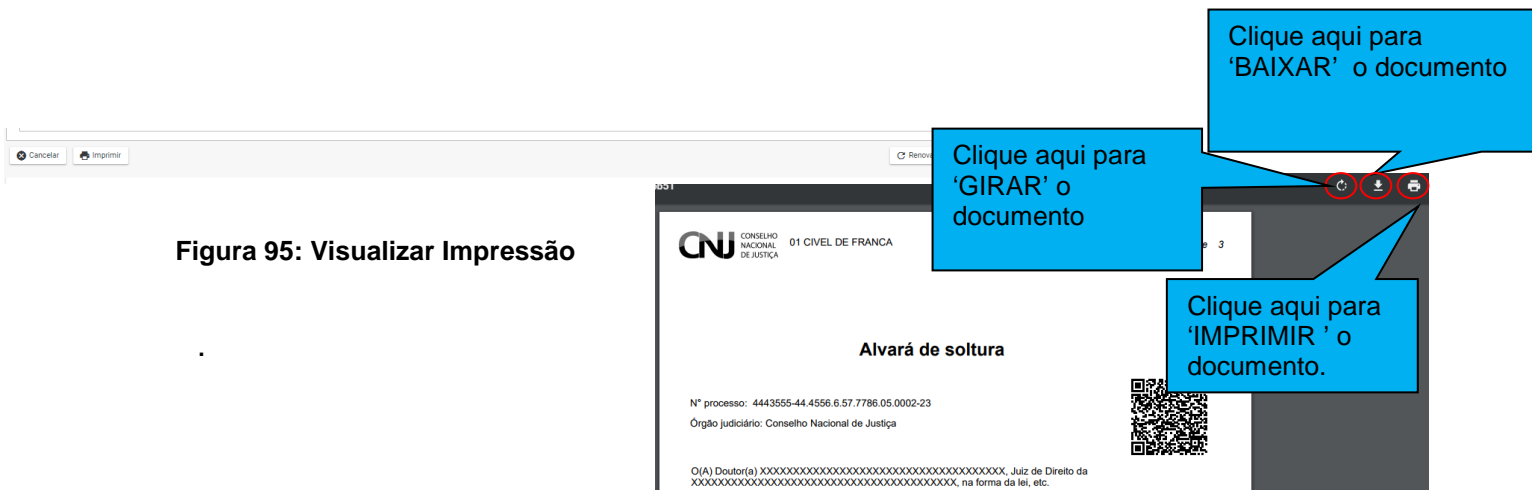 Clique aqui para
‘BAIXAR’ o documento
Cancelar
Imprimir
Clique aqui para
‘GIRAR’ o
documento
Figura 95: Visualizar Impressão
CNJ
CONSELHO
NACIONAL
DE JUSTIÇA
01 CIVEL DE FRANCA
3
Clique aqui para
‘IMPRIMIR ’ o
documento.
.
Alvará de soltura
N° processo: 4443555-44.4556.6.57.7786.05.0002-23
Órgão judiciário: Conselho Nacional de Justiça
O(A) Doutor(a) XXXXXXXXXXXXXXXXXXXXXXXXXXXXXXXXXXXXX, Juiz de Direito da
XXXXXXXXXXXXXXXXXXXXXXXXXXXXXXXXXXXXXXXX, na forma da lei, etc.